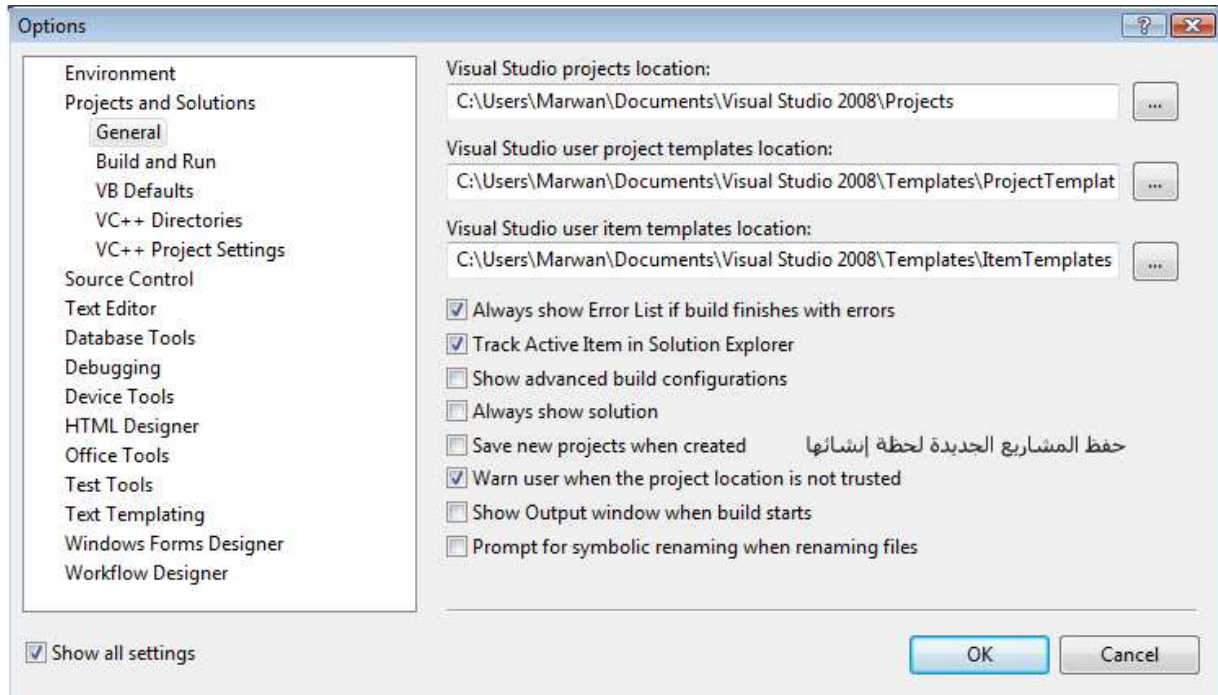 Options
Environment
Projects and Solutions
General
Build and Run
VB Defaults
VC++ Directories
VC++ Project Settings
Source Control
Text Editor
Database Tools
Debugging
Device Tools
HTML Designer
Office Tools
Test Tools
Text Templating
Windows Forms Designer
Workflow Designer
Visual Studio projects location:
C:\Users\Marwan\Documents\Visual Studio 2008\Projects
...
Visual Studio user project templates location:
C:\Users\Marwan\Documents\Visual Studio 2008\Templates\ProjectTemplat
...
Visual Studio user item templates location:
C:\Users\Marwan\Documents\Visual Studio 2008\Templates\ItemTemplates
...
Always show Error List if build finishes with errors
Track Active Item in Solution Explorer
Show advanced build configurations
Always show solution
Save new projects when created حفظ المشاريع الجديدة لحظة إنشائها
Warn user when the project location is not trusted
Show Output window when build starts
Prompt for symbolic renaming when renaming files
Show all settings
OK
Cancel